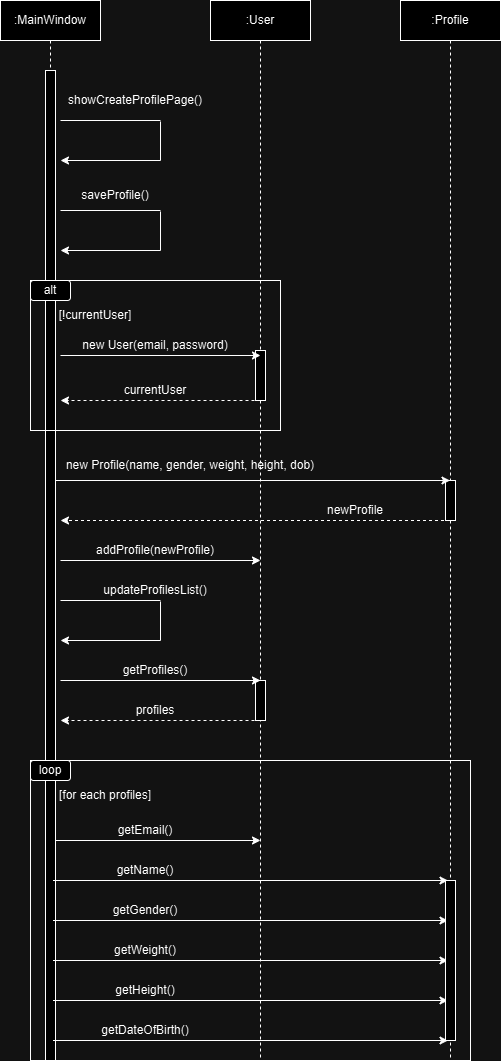 :MainWindow
:User
:Profile
showCreateProfilePage()
saveProfile()
alt
[!currentUser]
new User(email, password)
currentUser
new Profile(name, gender, weight, height, dob)
newProfile
addProfile(newProfile)
updateProfilesList()
getProfiles()
profiles
loop
[for each profiles]
getEmail()
getName()
getGender()
getWeight()
getHeight()
getDateOfBirth()